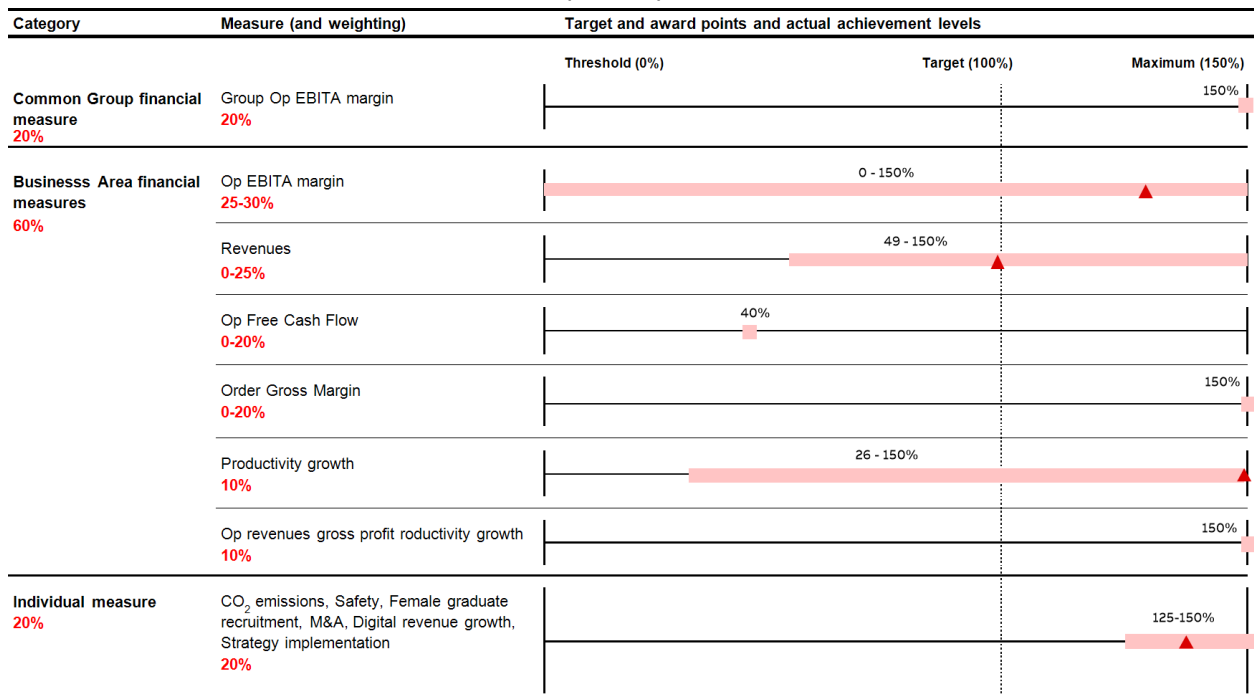 Category Measure (and weighting) Target and award points and actual achievement levels
Threshold (0%) Target (100%) Maximum (150%)
Common Group financial
measure
20%
Group Op EBITA margin
20%
150%
Businesss Area financial
measures
60%
Op EBITA margin
25-30%
0 - 150%
Revenues
0-25%
49 - 150%
Op Free Cash Flow
0-20%
40%
Order Gross Margin
0-20%
150%
Productivity growth
10%
26 - 150%
Op revenues gross profit roductivity growth
10%
150%
Individual measure
20%
CO2 emissions, Safety, Female graduate
recruitment, M&A, Digital revenue growth,
Strategy implementation
20%
125-150%